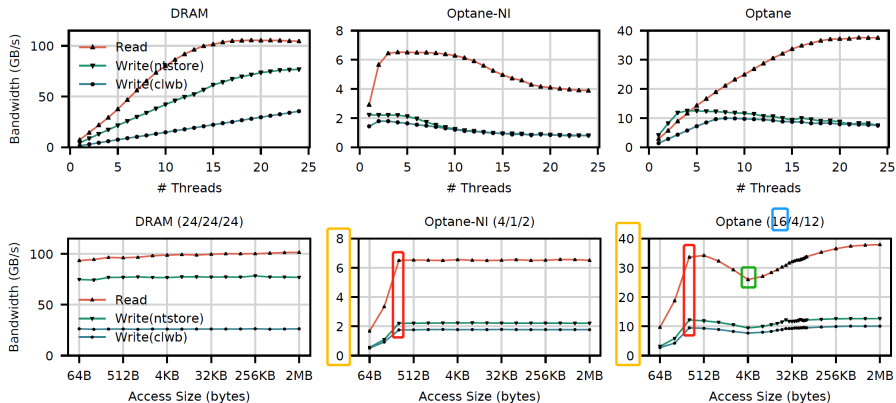 DRAM
Bandwidth (GB/s)
100
50
0
Read
Write(ntstore)
Write(clwb)
0 5 10 15 20 25
# Threads
Optane-NI
8
6
4
2
0
0 5 10 15 20 25
# Threads
Optane
40
30
20
10
0
0 5 10 15 20 25
# Threads
DRAM (24/24/24)
Bandwidth (GB/s)
100
50
0
Read
Write(ntstore)
Write(clwb)
64B 512B 4KB 32KB 256KB 2MB
Access Size (bytes)
Optane-NI (4/1/2)
8
6
4
2
0
64B 512B 4KB 32KB 256KB 2MB
Access Size (bytes)
Optane (16/4/12)
40
30
20
10
0
64B 512B 4KB 32KB 256KB 2MB
Access Size (bytes)